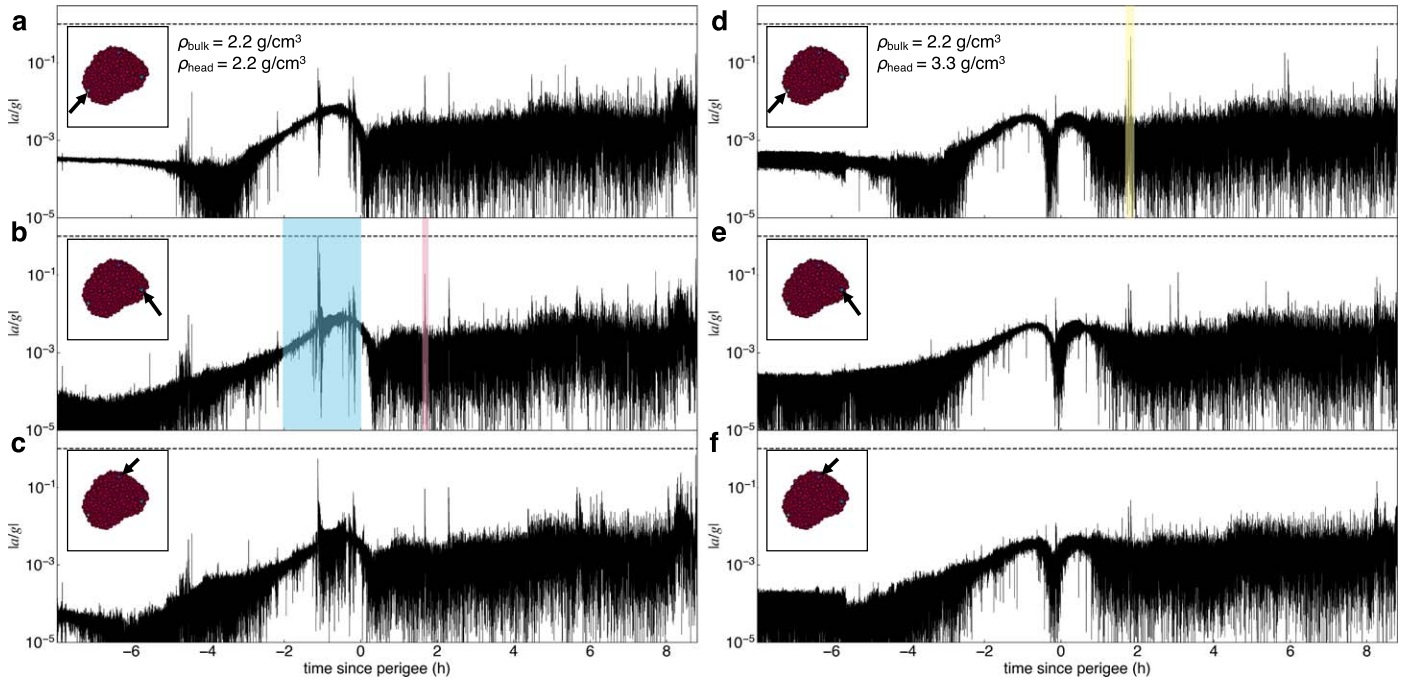 a
ρbulk = 2.2 g/cm³
ρhead = 2.2 g/cm³
10⁻¹
10⁻³
10⁻⁵
|a/g|
b
10⁻¹
10⁻³
10⁻⁵
|a/g|
c
10⁻¹
10⁻³
10⁻⁵
|a/g|
−6 −4 −2 0 2 4 6 8
time since perigee (h)
d
ρbulk = 2.2 g/cm³
ρhead = 3.3 g/cm³
10⁻¹
10⁻³
10⁻⁵
|a/g|
e
10⁻¹
10⁻³
10⁻⁵
|a/g|
f
10⁻¹
10⁻³
10⁻⁵
|a/g|
−6 −4 −2 0 2 4 6 8
time since perigee (h)